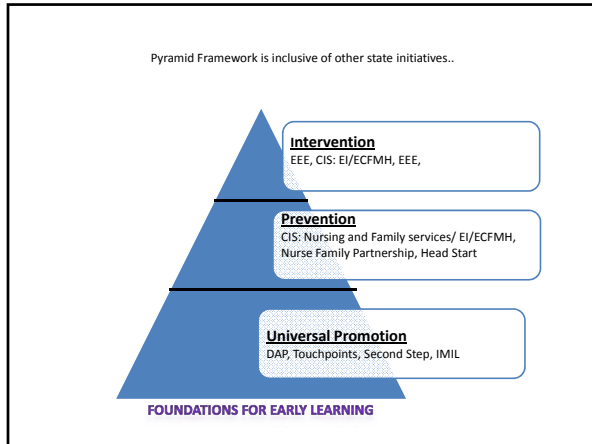 Pyramid Framework is inclusive of other state initiatives..
Intervention
EEE, CIS: EI/ECFMH, EEE,
Prevention
CIS: Nursing and Family services/ EI/ECFMH,
Nurse Family Partnership, Head Start
Universal Promotion
DAP, Touchpoints, Second Step, IMIL
FOUNDATIONS FOR EARLY LEARNING